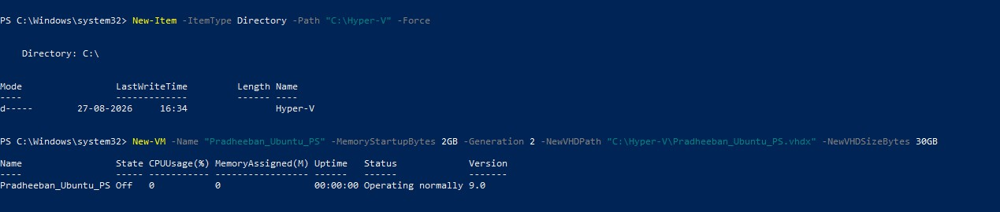 PS C:\Windows\system32> New-Item -ItemType Directory -Path "C:\Hyper-V" -Force
Directory: C:\
Mode                 LastWriteTime         Length Name
----                 -------------         ------ ----
d-----        27-08-2026     16:34                Hyper-V
PS C:\Windows\system32> New-VM -Name "Pradheeban_Ubuntu_PS" -MemoryStartupBytes 2GB -Generation 2 -NewVHDPath "C:\Hyper-V\Pradheeban_Ubuntu_PS.vhdx" -NewVHDSizeBytes 30GB
Name                 State CPUUsage(%) MemoryAssigned(M) Uptime   Status             Version
----                 ----- ----------- ----------------- ------   ------             -------
Pradheeban_Ubuntu_PS Off   0           0                 00:00:00 Operating normally 9.0